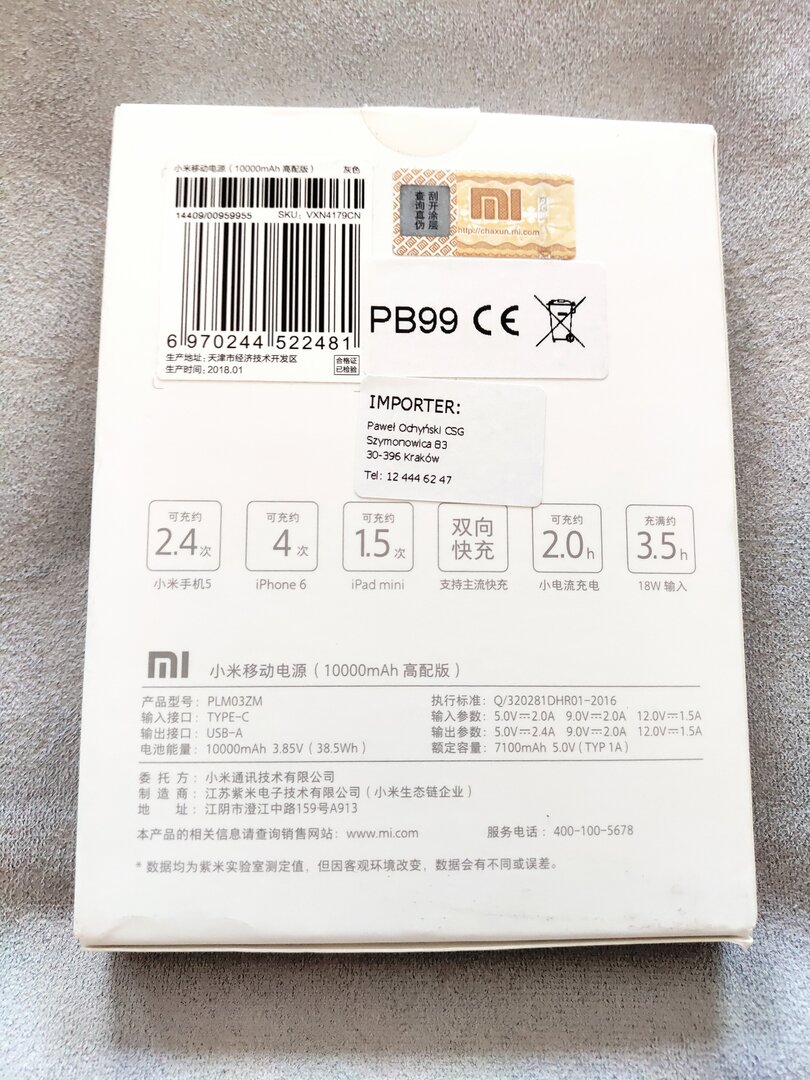 小米移动电源（10000mAh 高配版） 灰色
14409/00959955 SKU: VXN4179CN
6 970244 522481
生产地址: 天津市经济技术开发区
生产时间: 2018.01
合格证
已检验
刮开涂层
查询真伪
MI
http://chaxun.mi.com
PB99 CE
IMPORTER:
Paweł Ochyński CSG
Szymonowica 83
30-396 Kraków
Tel: 12 444 62 47
可充约 可充约 可充约 双向 可充约 充满约
2.4次 4次 1.5次 快充 2.0h 3.5h
小米手机5 iPhone 6 iPad mini 支持主流快充 小电流充电 18W 输入
MI 小米移动电源（10000mAh 高配版）
产品型号: PLM03ZM 执行标准: Q/320281DHR01-2016
输入接口: TYPE-C 输入参数: 5.0V⎓2.0A 9.0V⎓2.0A 12.0V⎓1.5A
输出接口: USB-A 输出参数: 5.0V⎓2.4A 9.0V⎓2.0A 12.0V⎓1.5A
电池能量: 10000mAh 3.85V (38.5Wh) 额定容量: 7100mAh 5.0V (TYP 1A)
委 托 方: 小米通讯技术有限公司
制 造 商: 江苏紫米电子技术有限公司（小米生态链企业）
地 址: 江阴市澄江中路159号A913
本产品的相关信息请查询销售网站: www.mi.com 服务电话: 400-100-5678
* 数据均为紫米实验室测定值，但因客观环境改变，数据会有不同或误差。